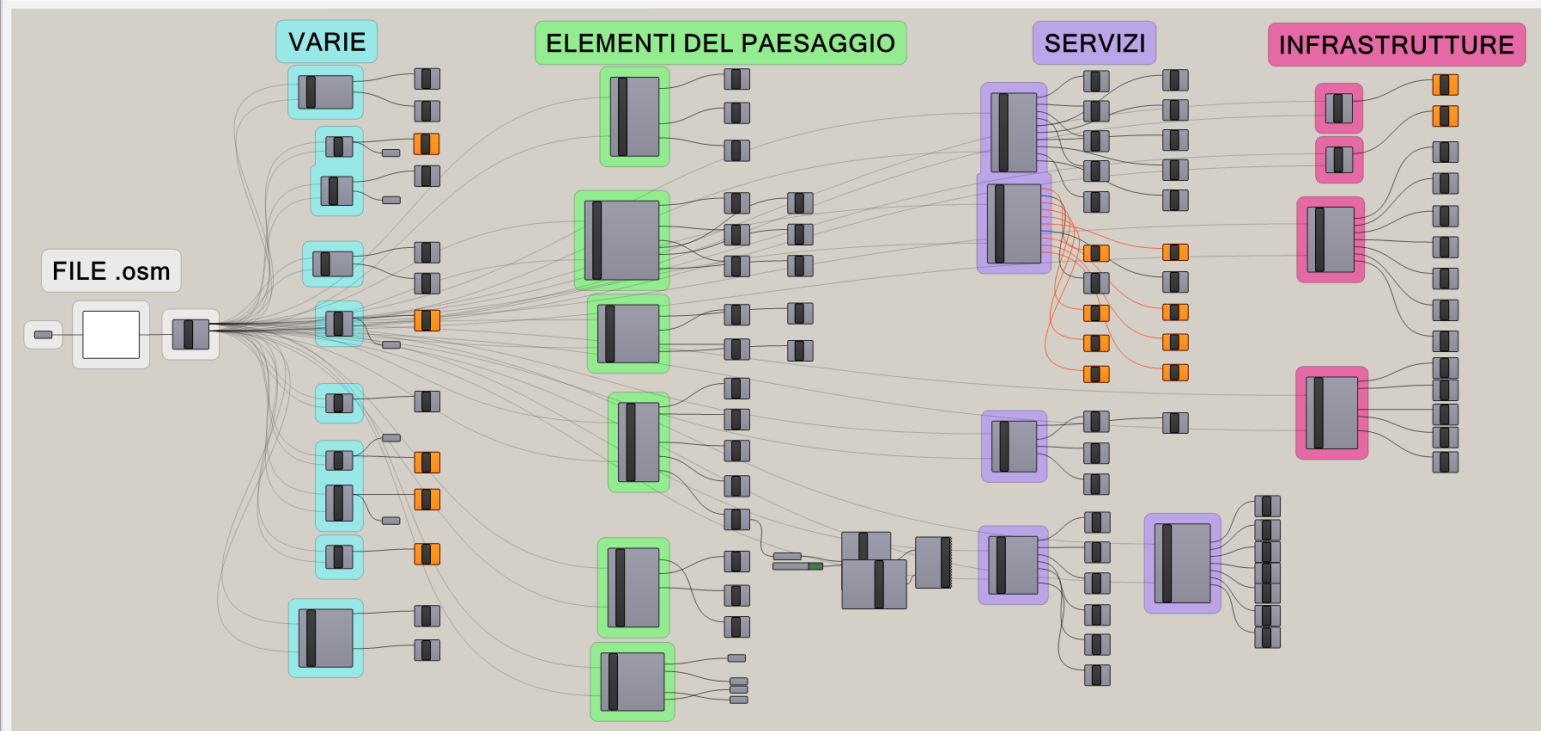 VARIE
ELEMENTI DEL PAESAGGIO
SERVIZI
INFRASTRUTTURE
FILE .osm